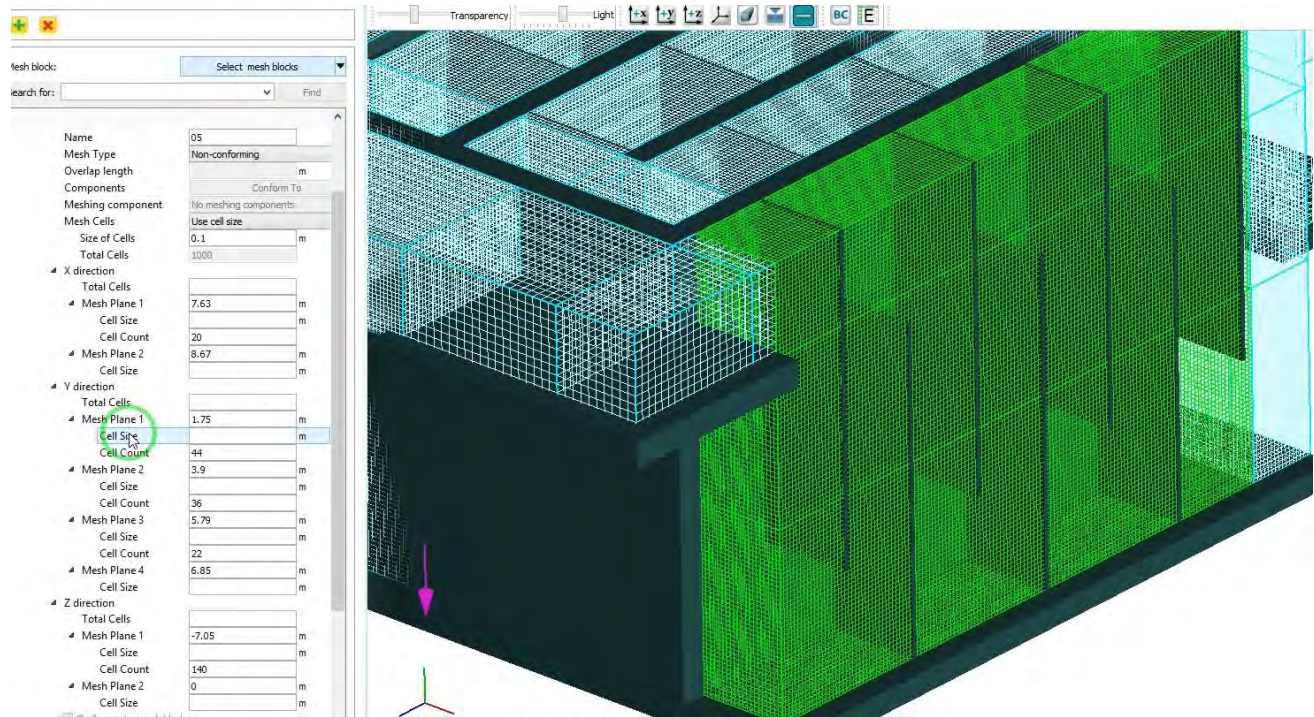 Transparency Light +x +y +z BC E
Mesh block: Select mesh blocks
Search for: Find
Name 05
Mesh Type Non-conforming
Overlap length m
Components Conform To
Meshing component No meshing components
Mesh Cells Use cell size
Size of Cells 0.1 m
Total Cells 1000
X direction
Total Cells
Mesh Plane 1 7.63 m
Cell Size m
Cell Count 20
Mesh Plane 2 8.67 m
Cell Size m
Y direction
Total Cells
Mesh Plane 1 1.75 m
Cell Size m
Cell Count 44
Mesh Plane 2 3.9 m
Cell Size m
Cell Count 36
Mesh Plane 3 5.79 m
Cell Size m
Cell Count 22
Mesh Plane 4 6.85 m
Cell Size m
Z direction
Total Cells
Mesh Plane 1 -7.05 m
Cell Size m
Cell Count 140
Mesh Plane 2 0 m
Cell Size m